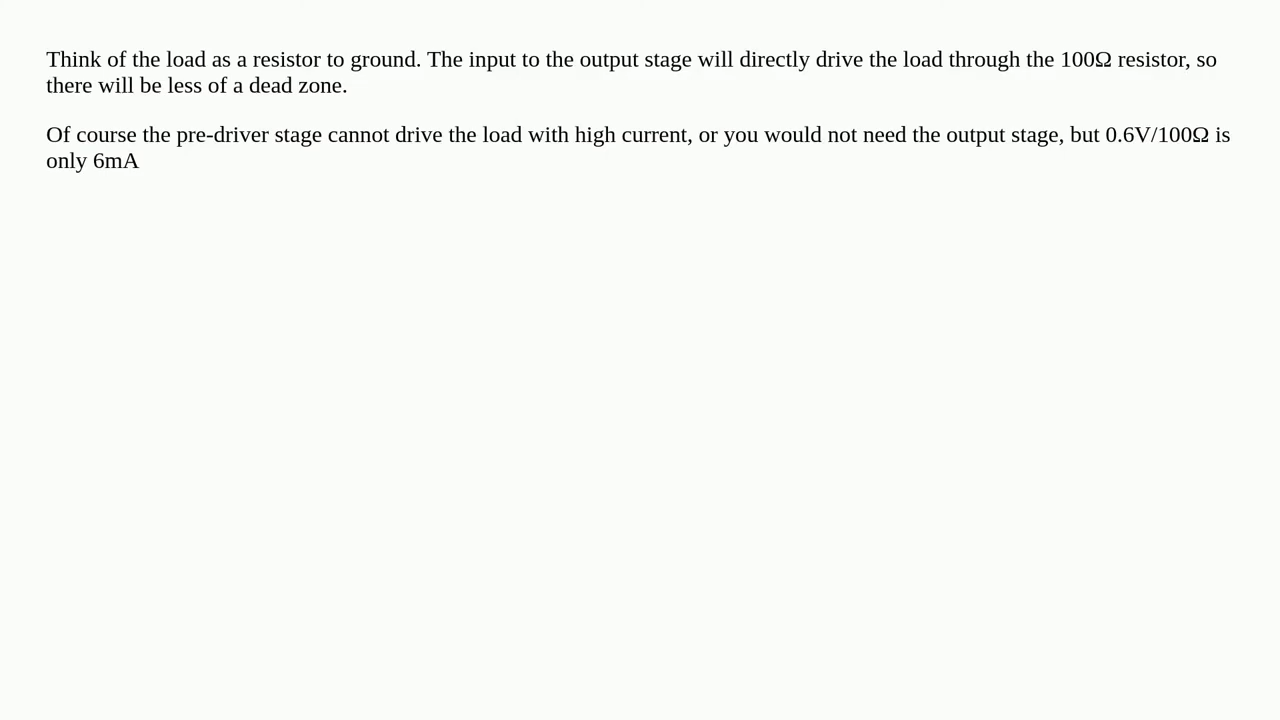 Think of the load as a resistor to ground. The input to the output stage will directly drive the load through the 100Ω resistor, so
there will be less of a dead zone.
Of course the pre-driver stage cannot drive the load with high current, or you would not need the output stage, but 0.6V/100Ω is
only 6mA